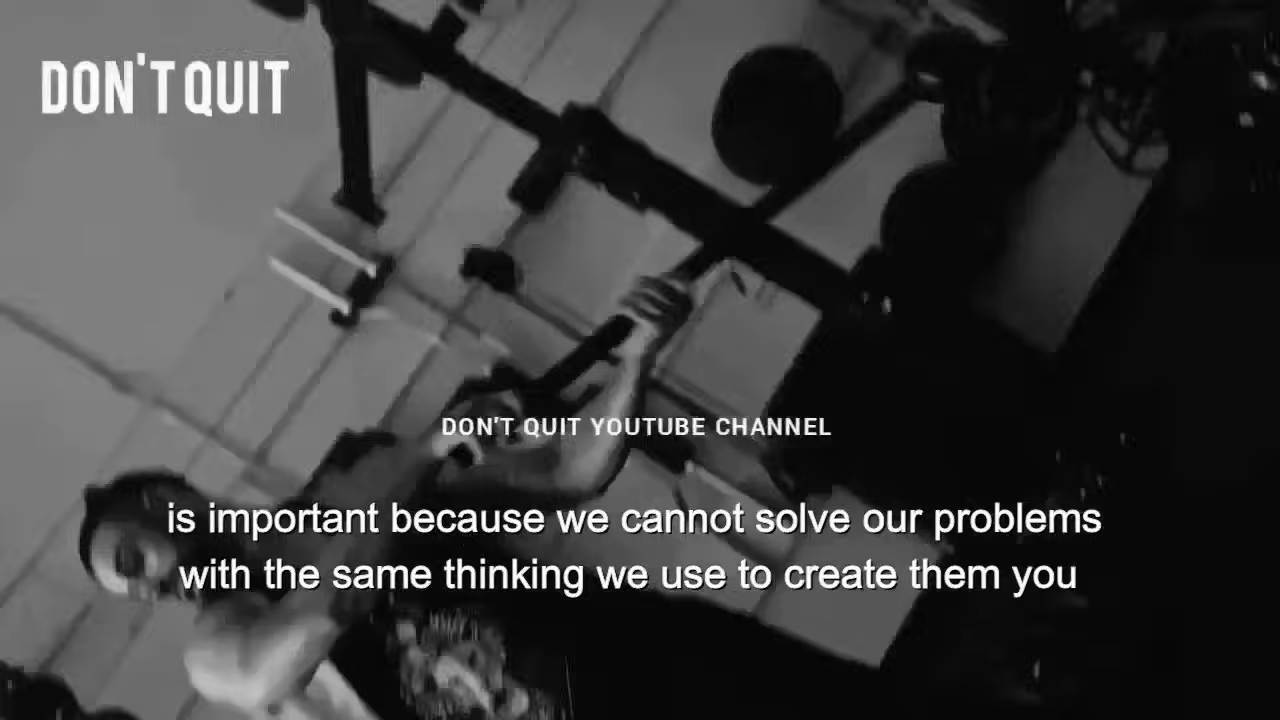 DON'T QUIT
DON'T QUIT YOUTUBE CHANNEL
is important because we cannot solve our problems
with the same thinking we use to create them you